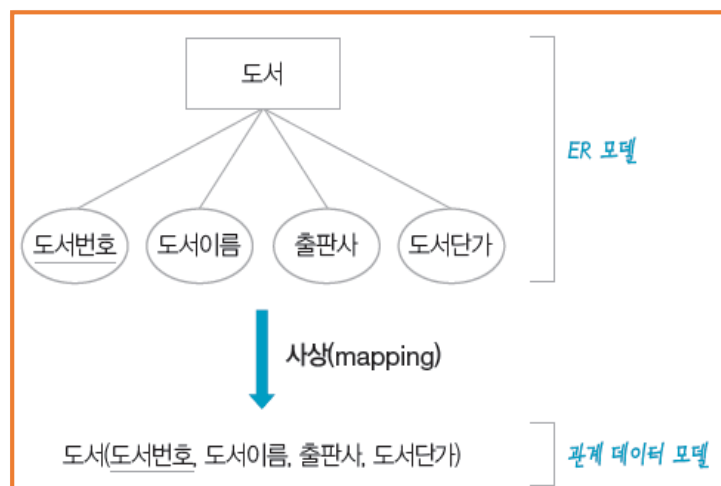 도서
ER 모델
도서번호 도서이름 출판사 도서단가
사상(mapping)
도서(도서번호, 도서이름, 출판사, 도서단가)
관계 데이터 모델